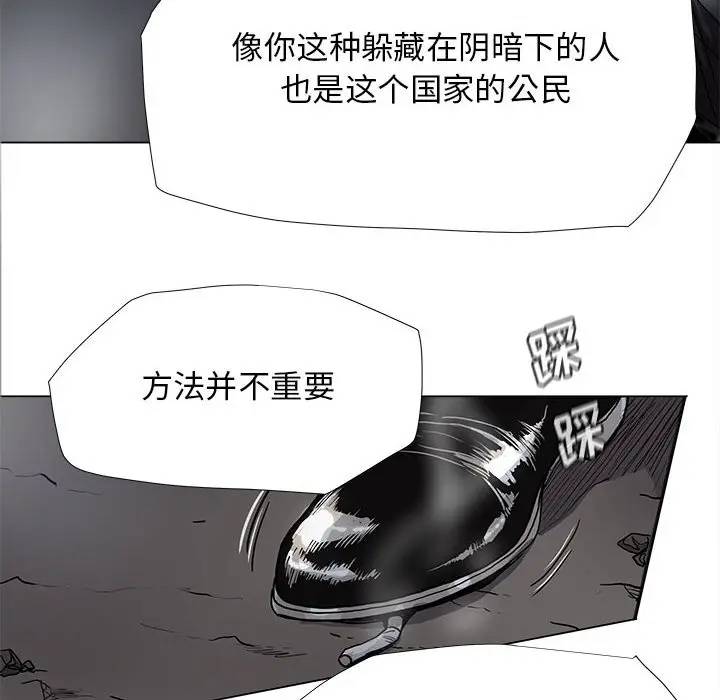 像你这种躲藏在阴暗下的人
也是这个国家的公民
踩
方法并不重要
踩